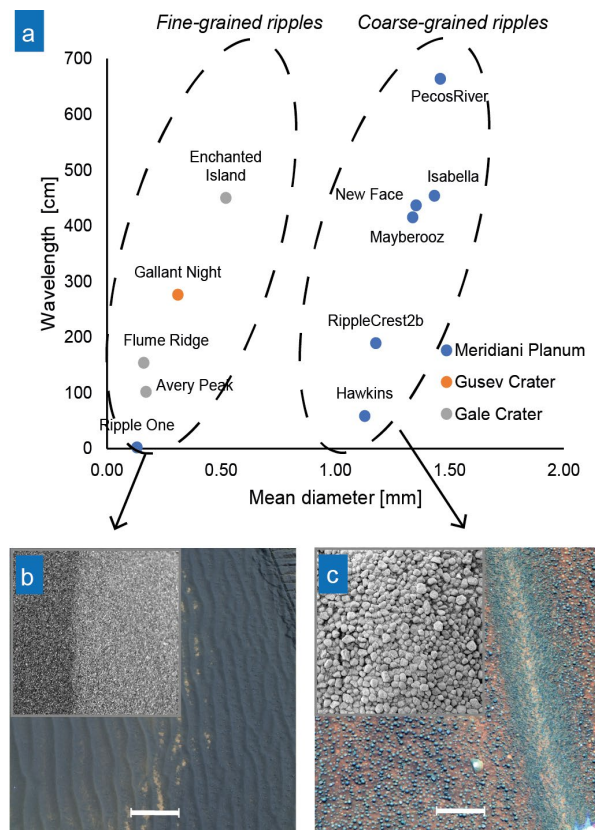 a
Fine-grained ripples
Coarse-grained ripples
700
600
500
400
300
200
100
0
Wavelength [cm]
PecosRiver
Enchanted
Island
Isabella
New Face
Mayberooz
Gallant Night
RippleCrest2b
Flume Ridge
Meridiani Planum
Avery Peak
Hawkins
Gusev Crater
Ripple One
Gale Crater
0.00
0.50
1.00
1.50
2.00
Mean diameter [mm]
b
c